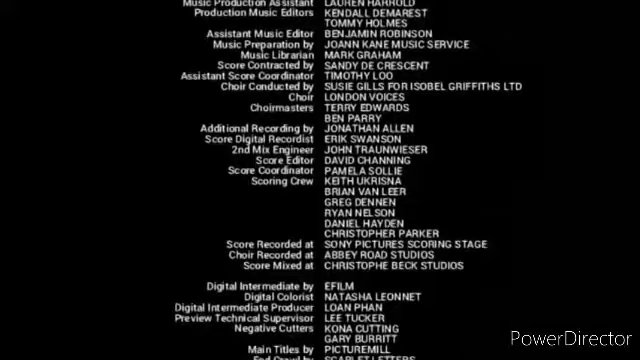 Music Production Assistant LAUREN HARROLD
Production Music Editors KENDALL DEMAREST
TOMMY HOLMES
Assistant Music Editor BENJAMIN ROBINSON
Music Preparation by JOANN KANE MUSIC SERVICE
Music Librarian MARK GRAHAM
Score Contracted by SANDY DE CRESCENT
Assistant Score Coordinator TIMOTHY LOO
Choir Conducted by SUSIE GILLS FOR ISOBEL GRIFFITHS LTD
Choir LONDON VOICES
Choirmasters TERRY EDWARDS
BEN PARRY
Additional Recording by JONATHAN ALLEN
Score Digital Recordist ERIK SWANSON
2nd Mix Engineer JOHN TRAUNWIESER
Score Editor DAVID CHANNING
Score Coordinator PAMELA SOLLIE
Scoring Crew KEITH UKRISNA
BRIAN VAN LEER
GREG DENNEN
RYAN NELSON
DANIEL HAYDEN
CHRISTOPHER PARKER
Score Recorded at SONY PICTURES SCORING STAGE
Choir Recorded at ABBEY ROAD STUDIOS
Score Mixed at CHRISTOPHE BECK STUDIOS
Digital Intermediate by EFILM
Digital Colorist NATASHA LEONNET
Digital Intermediate Producer LOAN PHAN
Preview Technical Supervisor LEE TUCKER
Negative Cutters KONA CUTTING
GARY BURRITT
Main Titles by PICTUREMILL
End Crawl by SCARLET LETTERS
PowerDirector